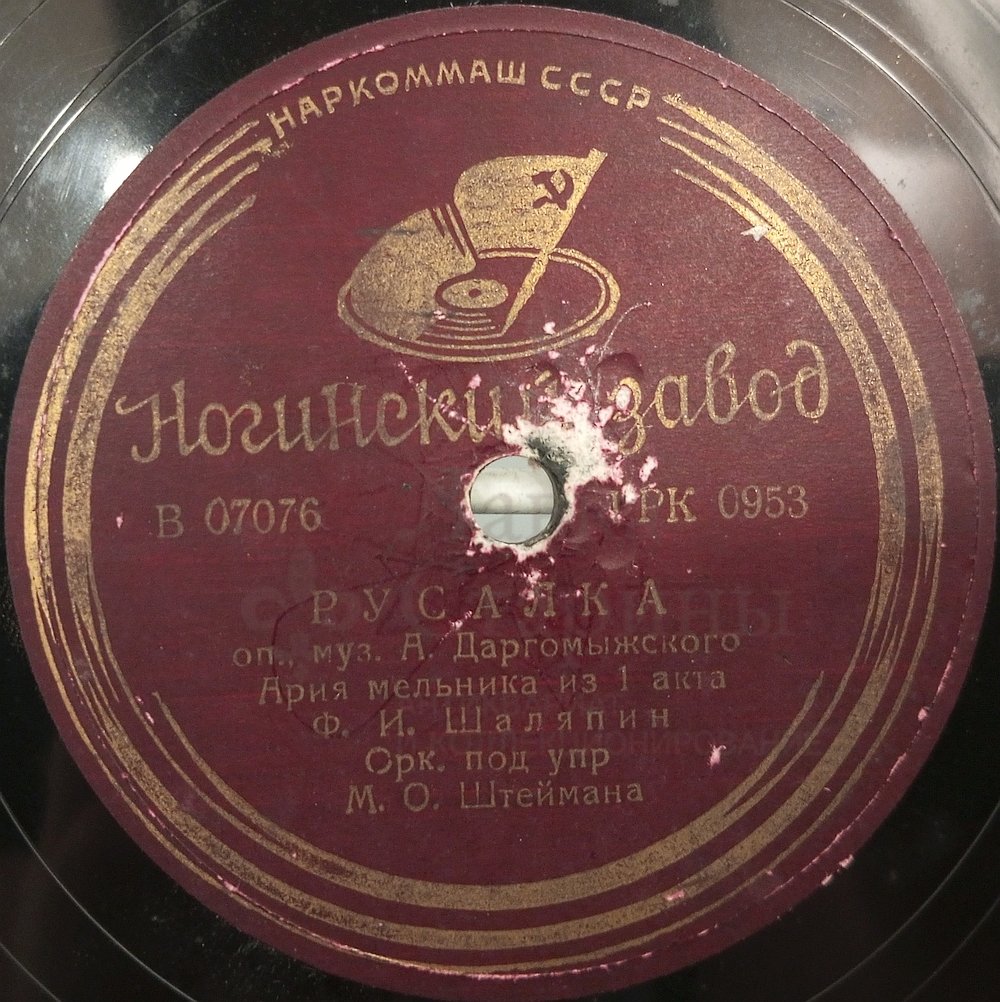 НАРКОММАШ СССР
Ногинский завод
В 07076 ГРК 0953
РУСАЛКА
оп., муз. А. Даргомыжского
Ария мельника из 1 акта
Ф. И. Шаляпин
Орк. под упр
М. О. Штеймана